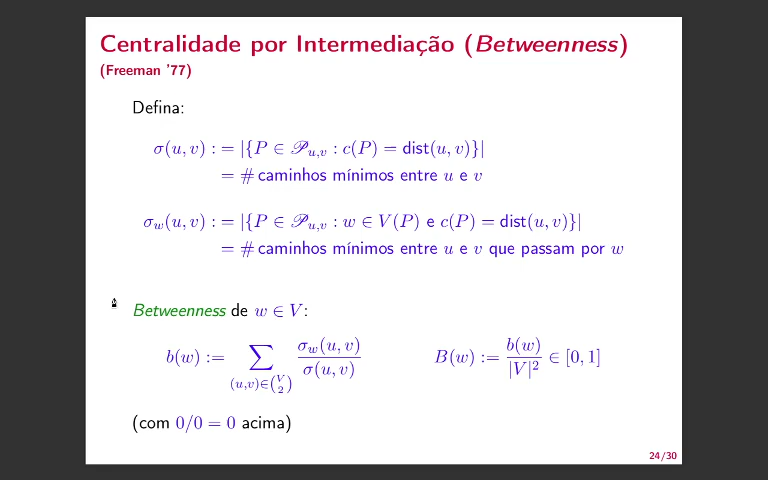 Centralidade por Intermediação (Betweenness)
(Freeman '77)
Defina:
σ(u, v) := |{P ∈ 𝒫u,v : c(P) = dist(u, v)}|
= # caminhos mínimos entre u e v
σw(u, v) := |{P ∈ 𝒫u,v : w ∈ V(P) e c(P) = dist(u, v)}|
= # caminhos mínimos entre u e v que passam por w
Betweenness de w ∈ V:
b(w) := ∑(u,v)∈(V 2) σw(u, v)/σ(u, v) B(w) := b(w)/|V|² ∈ [0, 1]
(com 0/0 = 0 acima)
24/30